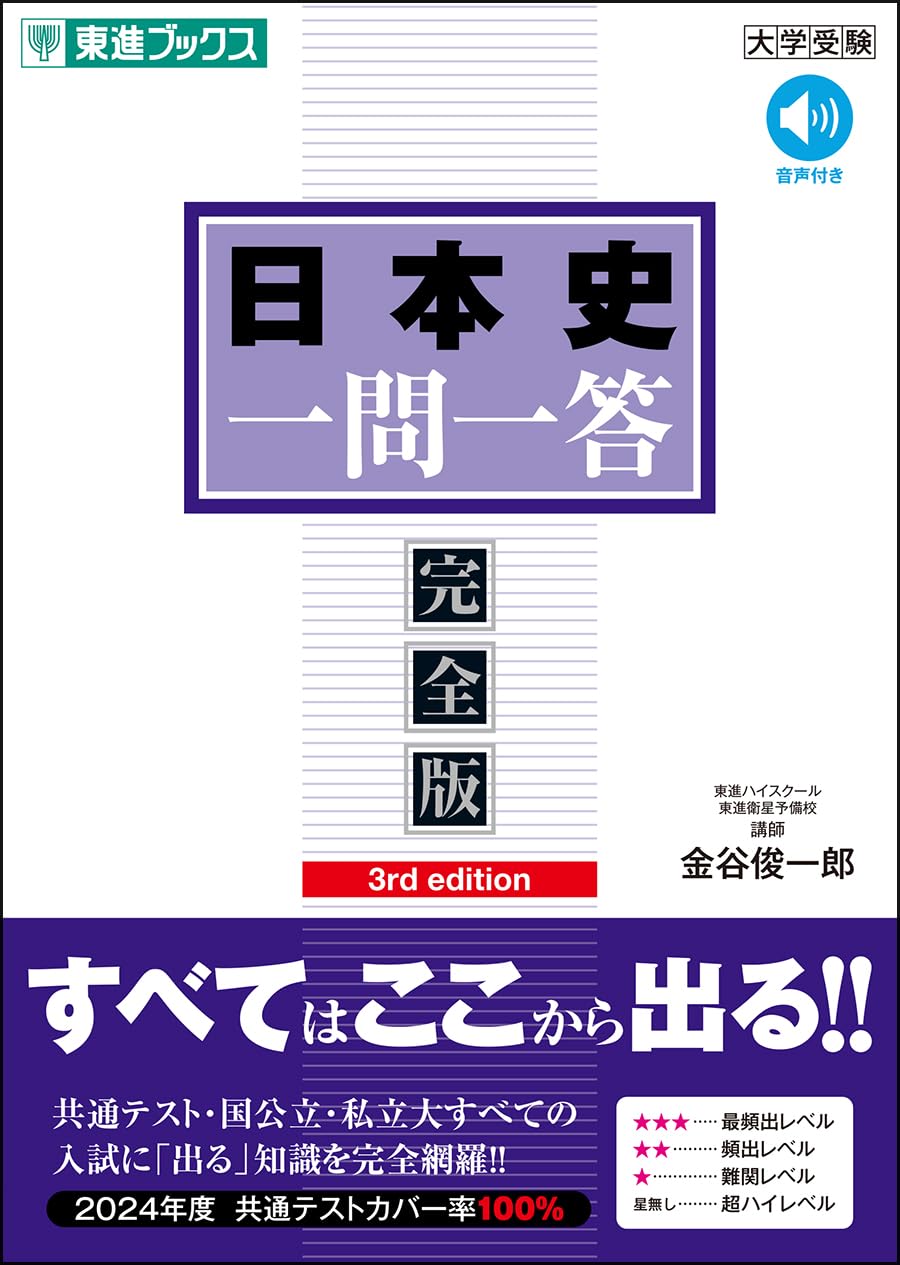 東進ブックス
大学受験
音声付き
日本史
一問一答
完全版
3rd edition
東進ハイスクール
東進衛星予備校
講師
金谷俊一郎
すべてはここから出る!!
共通テスト・国公立・私立大すべての
入試に「出る」知識を完全網羅!!
2024年度 共通テストカバー率100%
★★★……最頻出レベル
★★………頻出レベル
★…………難関レベル
星無し………超ハイレベル